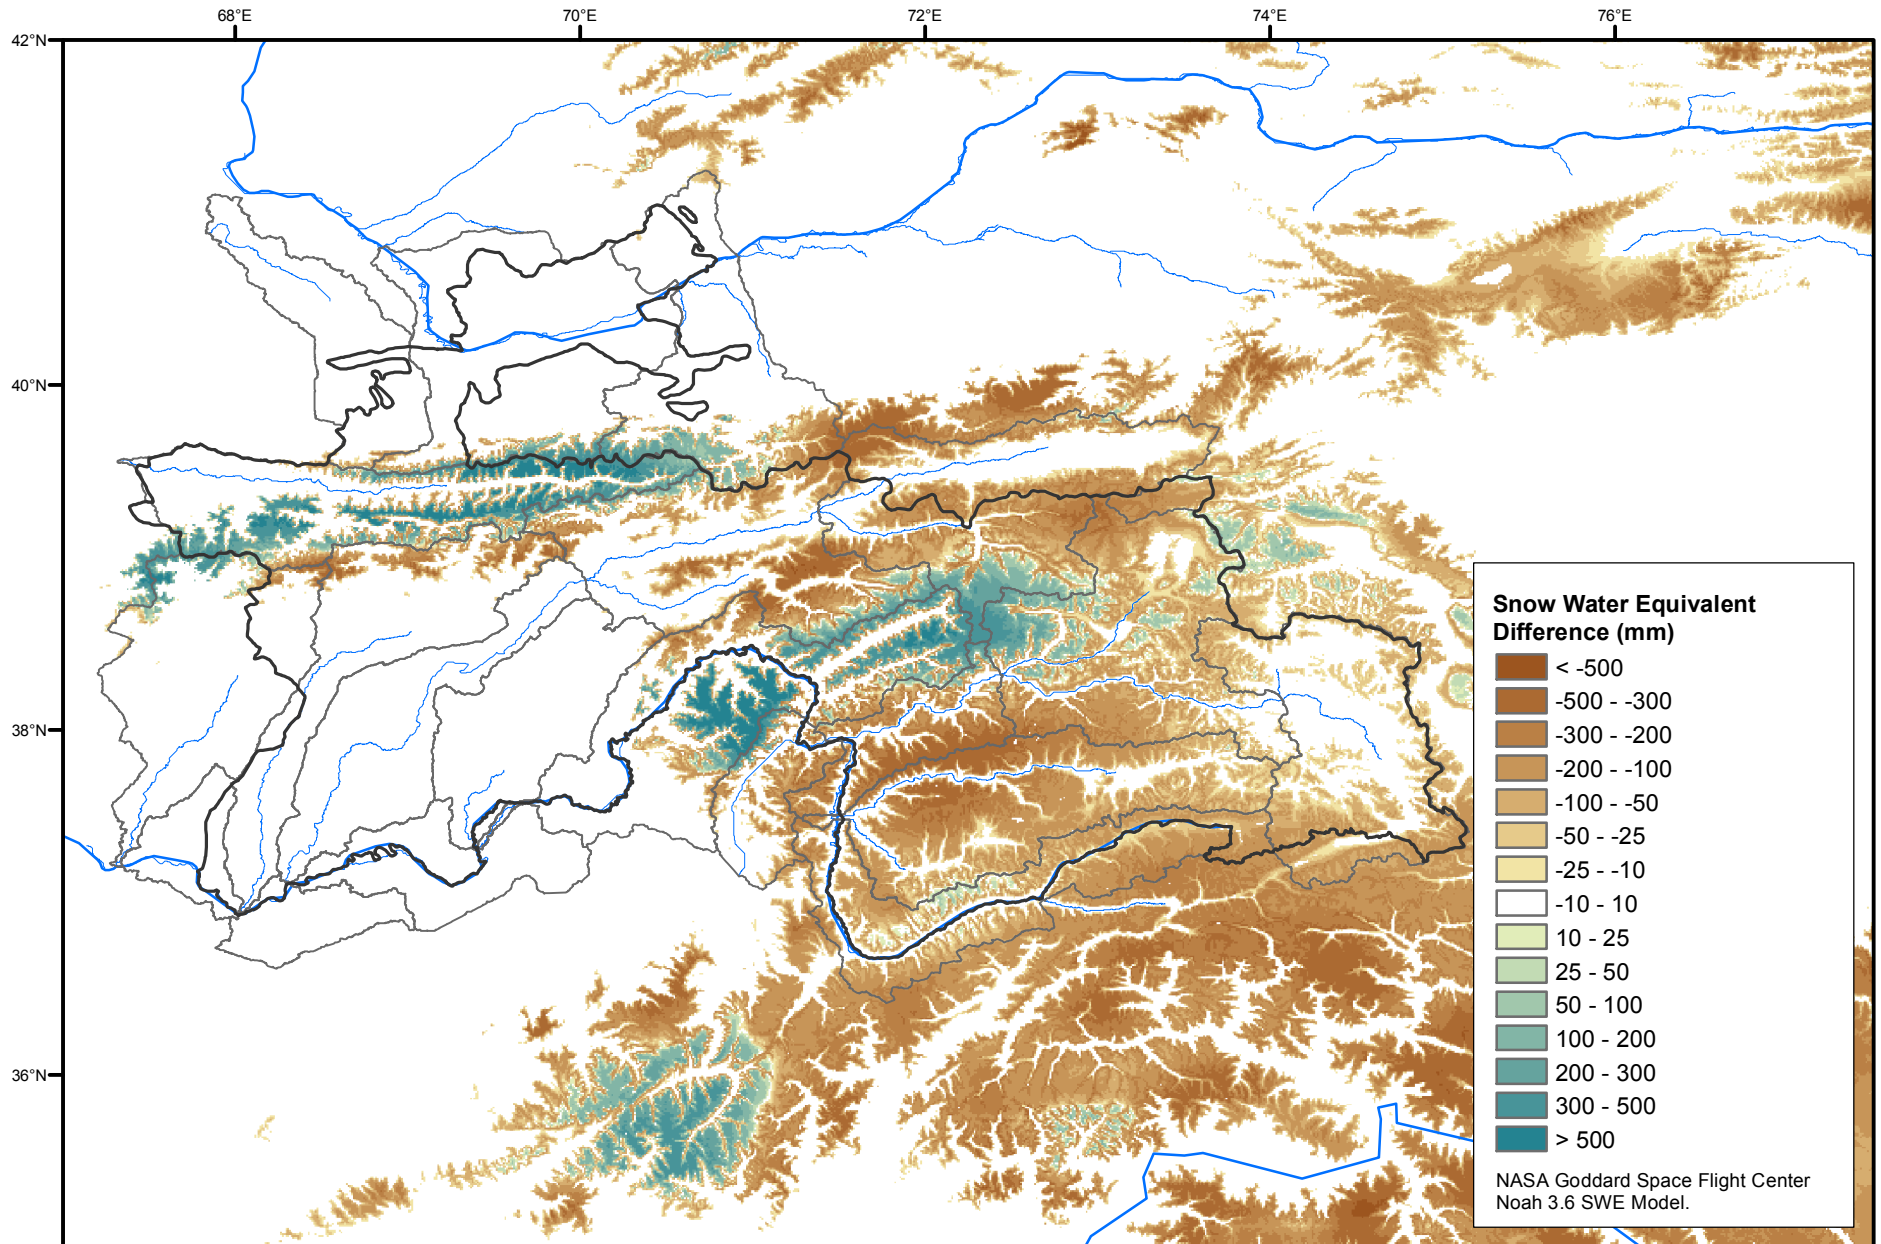 68°E
70°E
72°E
74°E
76°E
42°N
40°N
38°N
36°N
Snow Water Equivalent
Difference (mm)
< -500
-500 - -300
-300 - -200
-200 - -100
-100 - -50
-50 - -25
-25 - -10
-10 - 10
10 - 25
25 - 50
50 - 100
100 - 200
200 - 300
300 - 500
> 500
NASA Goddard Space Flight Center
Noah 3.6 SWE Model.